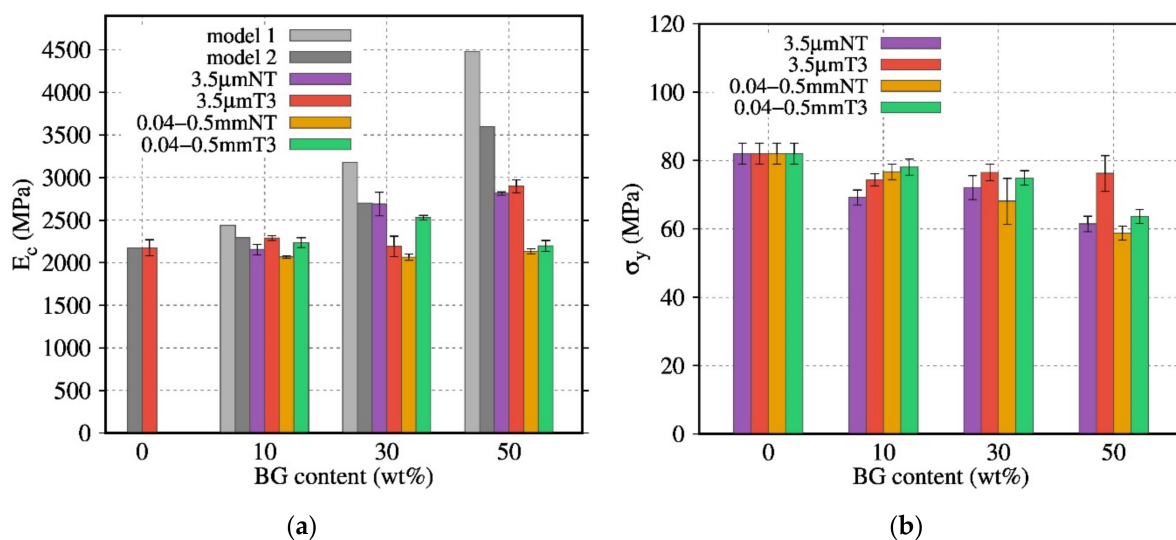 E_c (MPa)
4500
4000
3500
3000
2500
2000
1500
1000
500
0
model 1
model 2
3.5μmNT
3.5μmT3
0.04–0.5mmNT
0.04–0.5mmT3
0 10 30 50
BG content (wt%)
(a)
σ_y (MPa)
120
100
80
60
40
20
0
3.5μmNT
3.5μmT3
0.04–0.5mmNT
0.04–0.5mmT3
0 10 30 50
BG content (wt%)
(b)